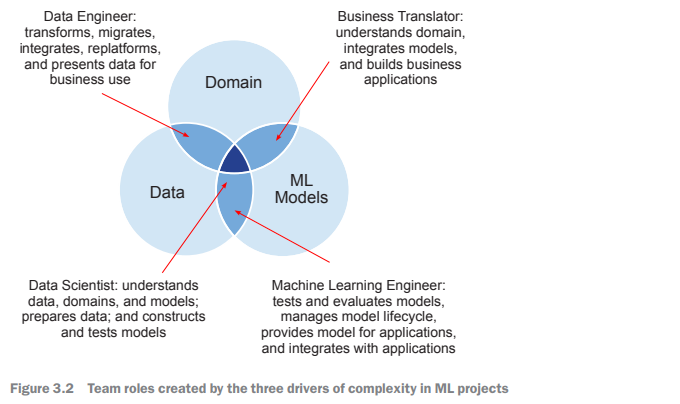 Data Engineer:
transforms, migrates,
integrates, replatforms,
and presents data for
business use
Business Translator:
understands domain,
integrates models,
and builds business
applications
Domain
Data
ML
Models
Data Scientist: understands
data, domains, and models;
prepares data; and constructs
and tests models
Machine Learning Engineer:
tests and evaluates models,
manages model lifecycle,
provides model for applications,
and integrates with applications
Figure 3.2 Team roles created by the three drivers of complexity in ML projects